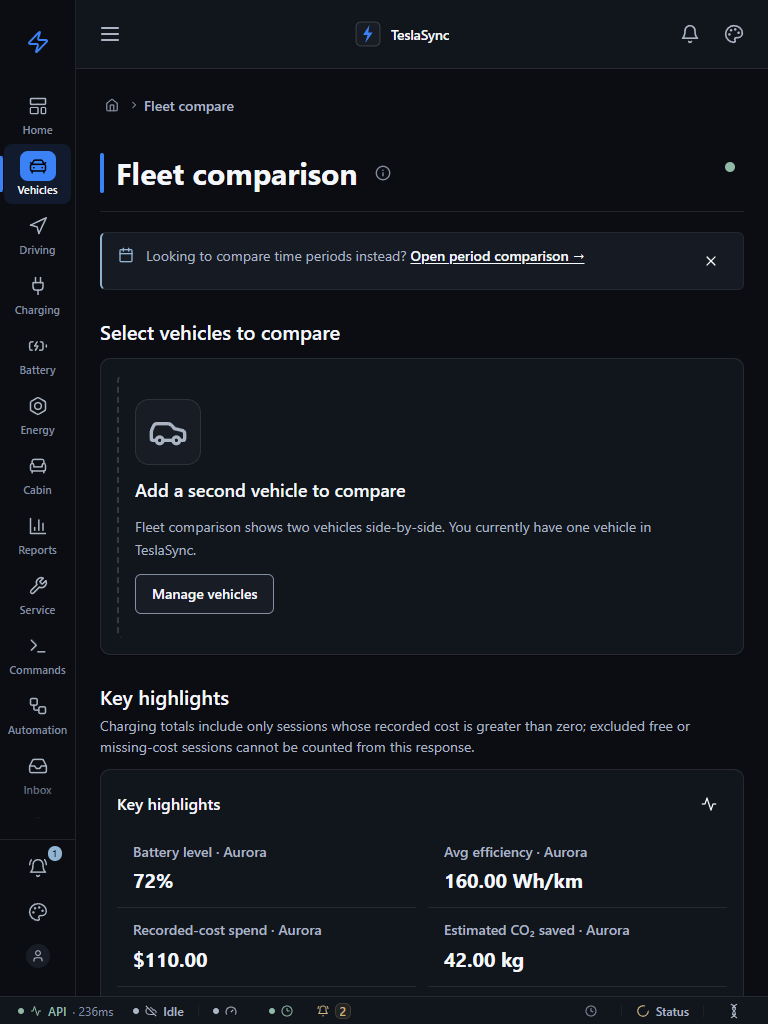 TeslaSync
Home
Vehicles
Driving
Charging
Battery
Energy
Cabin
Reports
Service
Commands
Automation
Inbox
1
Fleet compare
Fleet comparison
Looking to compare time periods instead? Open period comparison →
Select vehicles to compare
Add a second vehicle to compare
Fleet comparison shows two vehicles side-by-side. You currently have one vehicle in
TeslaSync.
Manage vehicles
Key highlights
Charging totals include only sessions whose recorded cost is greater than zero; excluded free or
missing-cost sessions cannot be counted from this response.
Key highlights
Battery level · Aurora
72%
Avg efficiency · Aurora
160.00 Wh/km
Recorded-cost spend · Aurora
$110.00
Estimated CO₂ saved · Aurora
42.00 kg
API · 236ms
Idle
2
Status